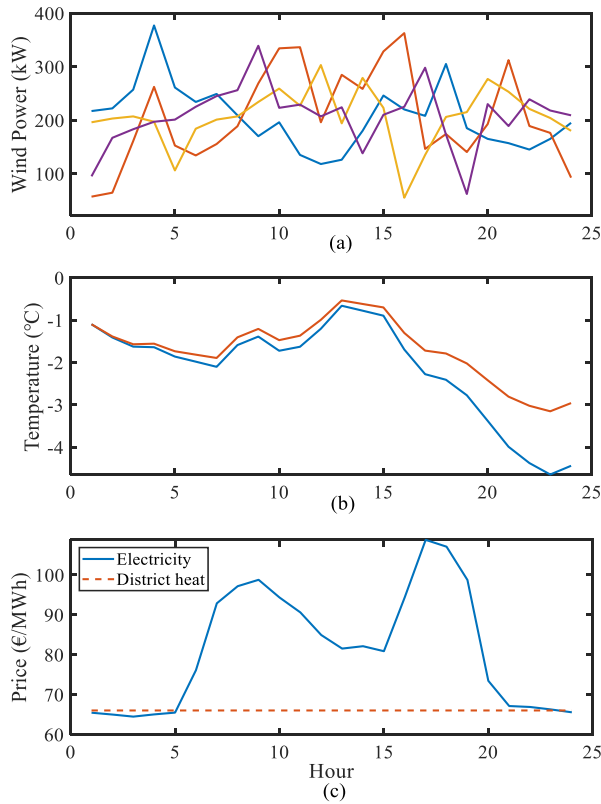 400
300
200
100
Wind Power (kW)
0 5 10 15 20 25
(a)
0
-1
-2
-3
-4
Temperature (°C)
0 5 10 15 20 25
(b)
Electricity
District heat
100
90
80
70
60
Price (€/MWh)
0 5 10 15 20 25
Hour
(c)